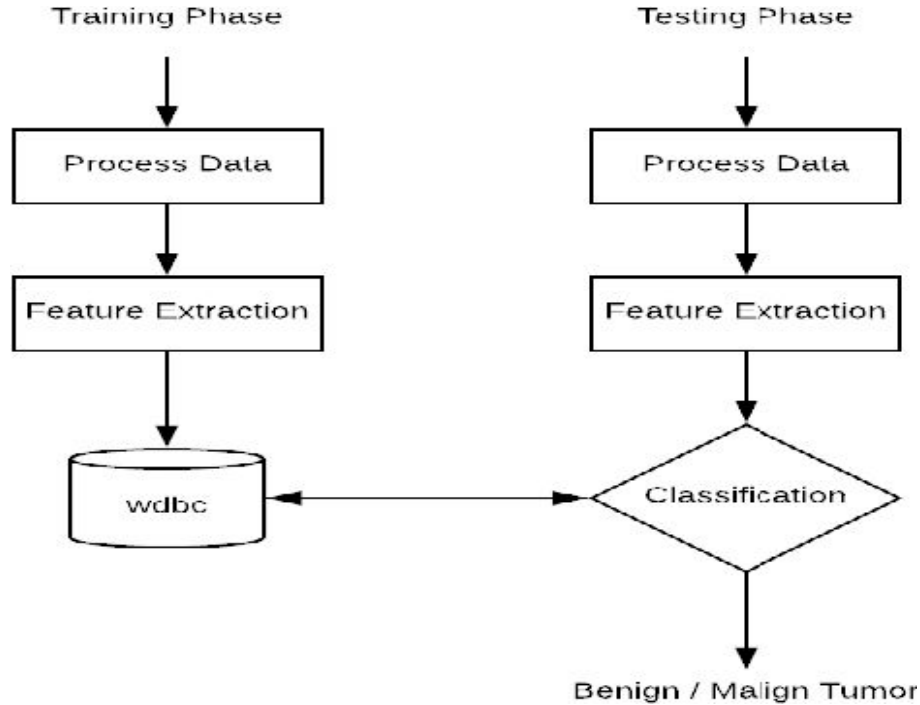 Training Phase
Testing Phase
Process Data
Process Data
Feature Extraction
Feature Extraction
wdbc
Classification
Benign / Malign Tumor